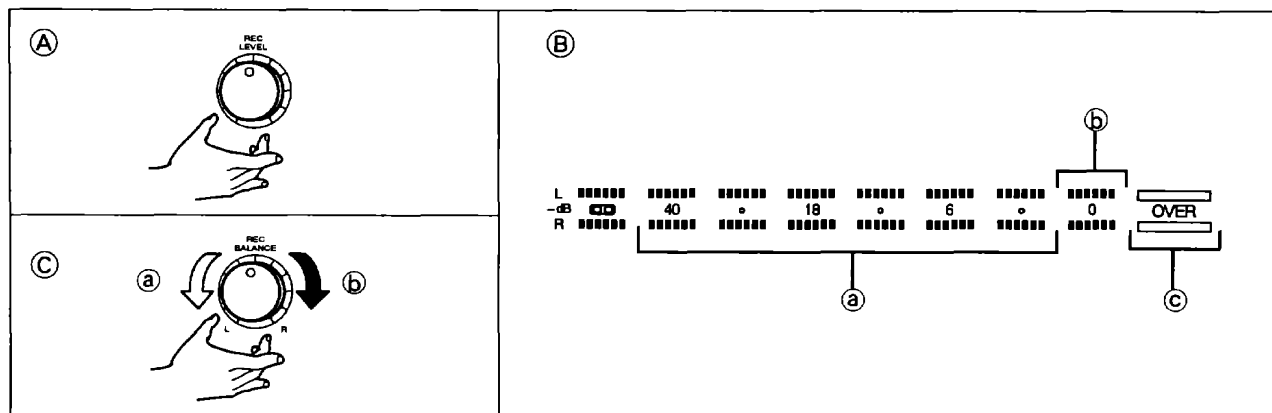 Ⓐ
REC
LEVEL
Ⓒ
REC
BALANCE
ⓐ ⓑ
L R
Ⓑ
ⓑ
L
-dB ∞ 40 18 6 0 OVER
R
ⓐ ⓒ